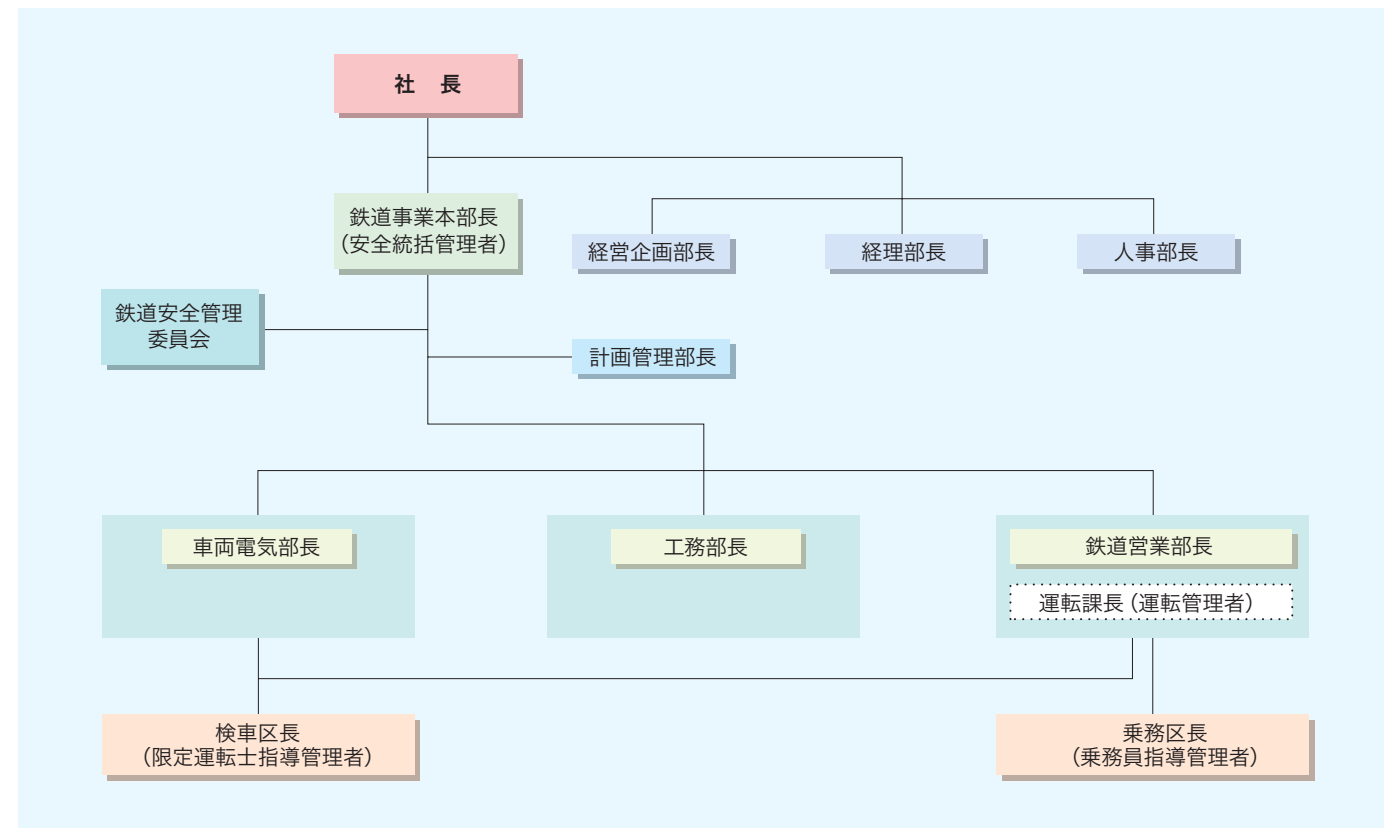 社 長
鉄道事業本部長
（安全統括管理者）
経営企画部長
経理部長
人事部長
鉄道安全管理
委員会
計画管理部長
車両電気部長
工務部長
鉄道営業部長
運転課長（運転管理者）
検車区長
（限定運転士指導管理者）
乗務区長
（乗務員指導管理者）